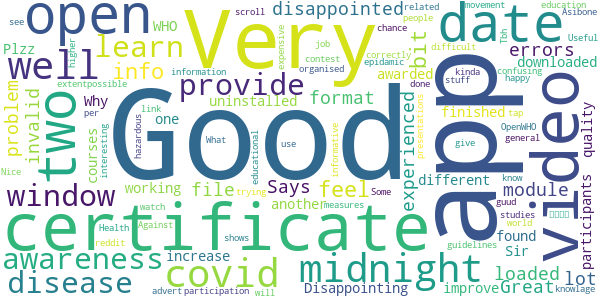 open
Very
app
date
video
Good
certificate
covid
midnight
two
well
window
awareness
disease
learn
info
provide
disappointed
bit
errors
downloaded
WHO
Plzz
problem
invalid
Why
courses
per
one
uninstalled
format
awarded
finished
experienced
different
module
found
Sir
loaded
lot
Great
improve
quality
participants
feel
Says
another
file
working
increase
Disappointing
higher
extentpossible
Nice
interesting
link
hazardous
What
educational
use
trying
informative
Some
measures
presentations
OpenWHO
general
give
know
guud
studies
world
guidelines
knowlage
tap
confusing
happy
difficult
Tbh
Asibone
Useful
education
movement
related
people
chance
correctly
epidemic
kinda
stuff
done
organised
contest
job
expensive
information
scroll
see
watch
Against
Health
reddit
shows
will
advert
participation